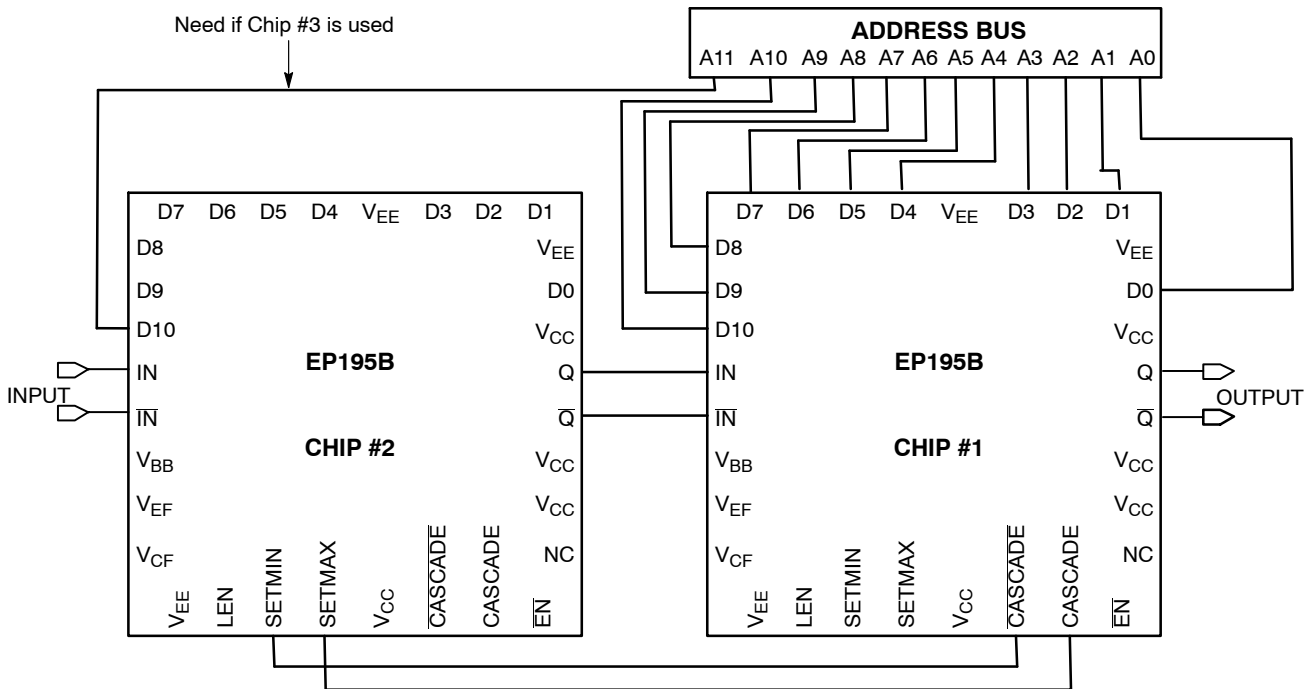 Need if Chip #3 is used
ADDRESS BUS
A11 A10 A9 A8 A7 A6 A5 A4 A3 A2 A1 A0
D7 D6 D5 D4 VEE D3 D2 D1
D8
VEE
D9
D0
D10
VCC
IN
EP195B
Q
INPUT
IN
Q
CHIP #2
VBB
VCC
VEF
VCC
VCF
NC
VEE
LEN
SETMIN
SETMAX
VCC
CASCADE
CASCADE
EN
D7 D6 D5 D4 VEE D3 D2 D1
D8
VEE
D9
D0
D10
VCC
IN
EP195B
Q
OUTPUT
IN
Q
CHIP #1
VBB
VCC
VEF
VCC
VCF
NC
VEE
LEN
SETMIN
SETMAX
VCC
CASCADE
CASCADE
EN